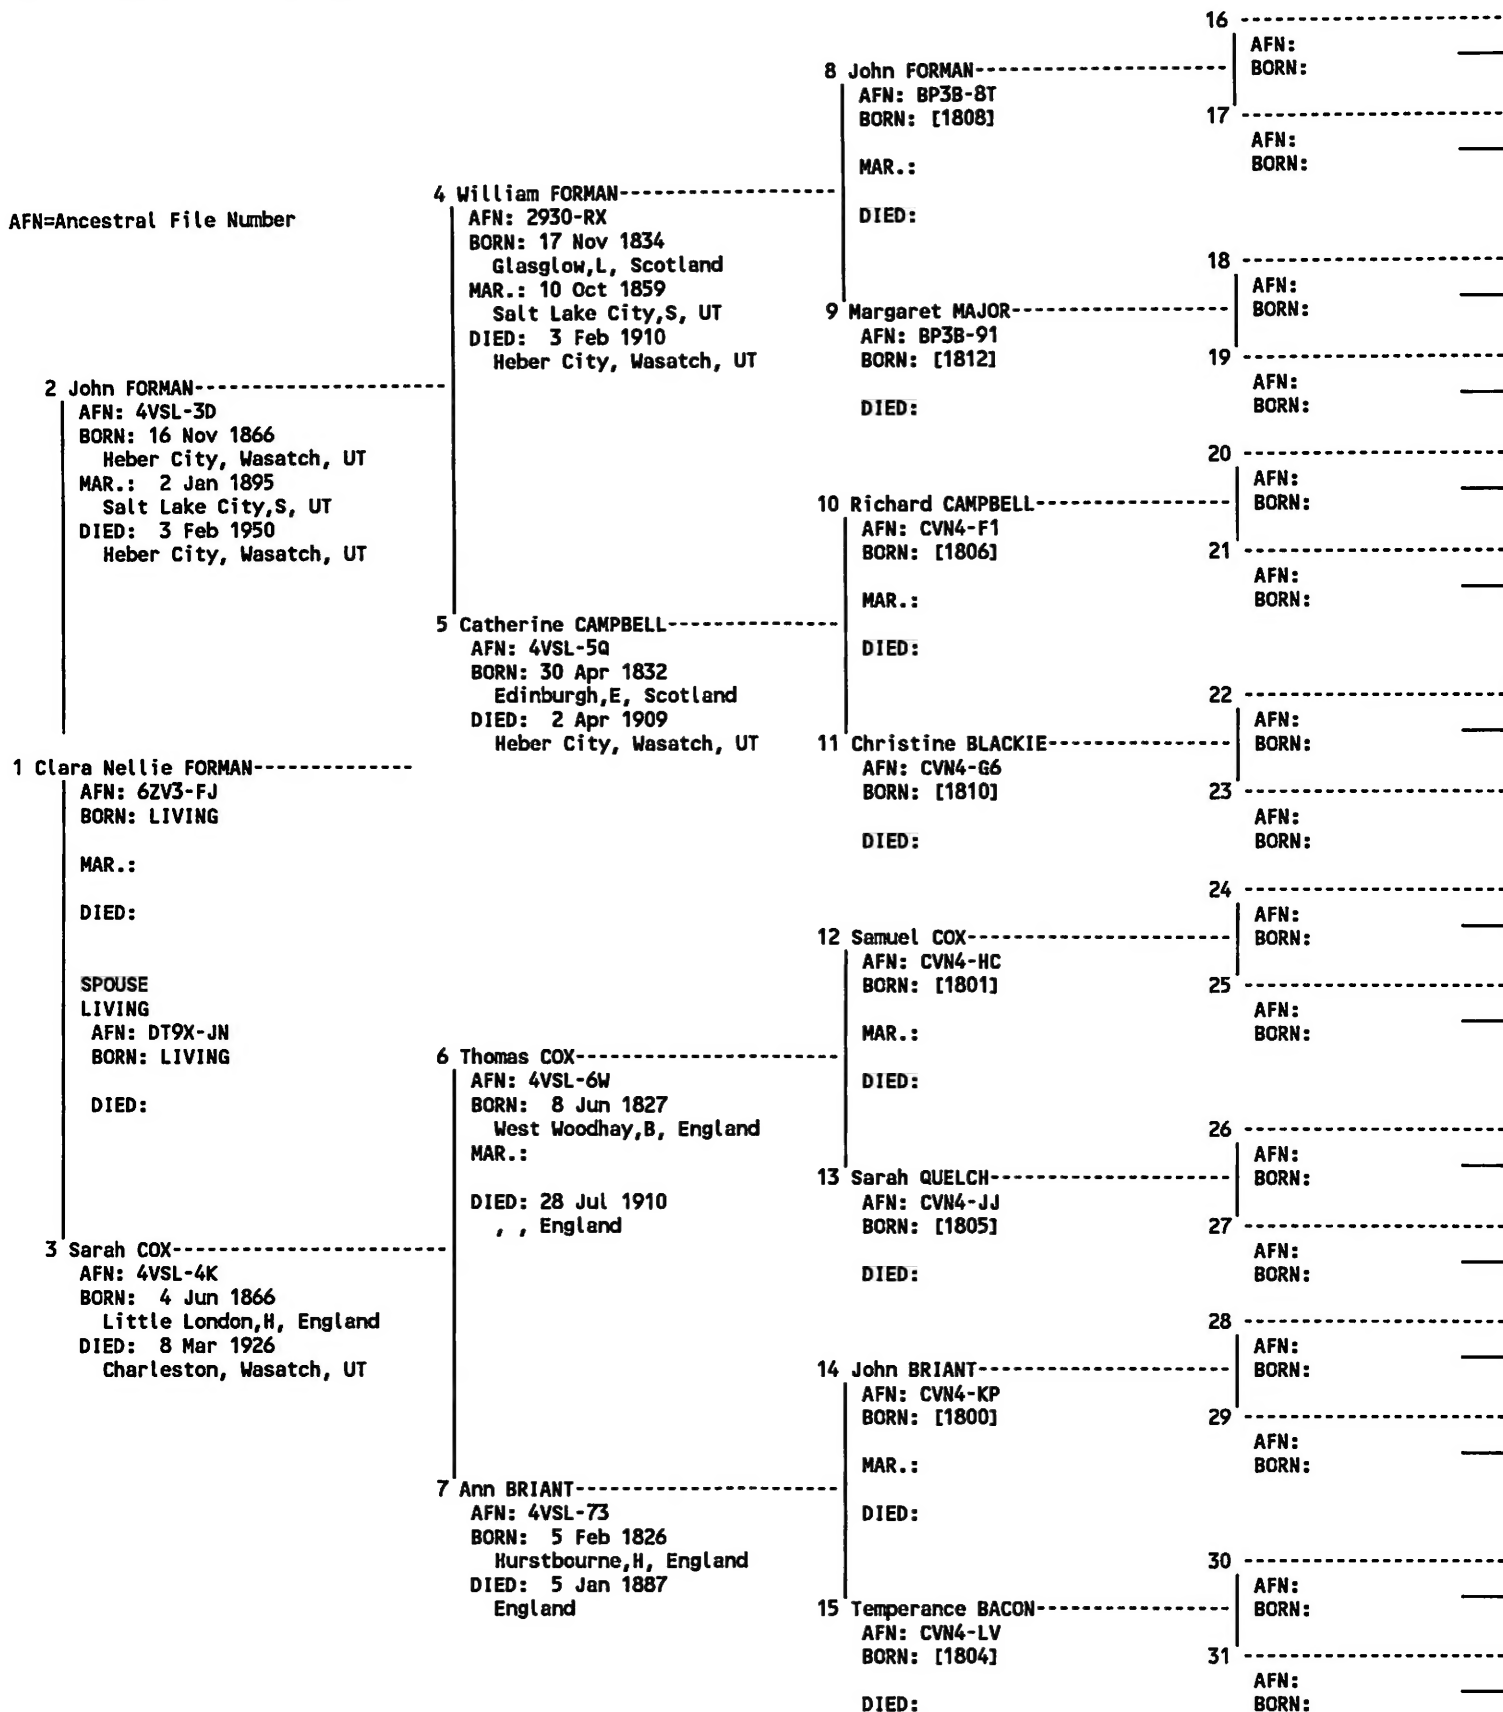 AFN=Ancestral File Number
1 Clara Nellie FORMAN-------------
AFN: 6ZV3-FJ
BORN: LIVING
MAR.:
DIED:
SPOUSE
LIVING
AFN: DT9X-JN
BORN: LIVING
DIED:
2 John FORMAN----------------------
AFN: 4VSL-3D
BORN: 16 Nov 1866
Heber City, Wasatch, UT
MAR.: 2 Jan 1895
Salt Lake City,S, UT
DIED: 3 Feb 1950
Heber City, Wasatch, UT
3 Sarah COX------------------------
AFN: 4VSL-4K
BORN: 4 Jun 1866
Little London,H, England
DIED: 8 Mar 1926
Charleston, Wasatch, UT
4 William FORMAN-------------------
AFN: 2930-RX
BORN: 17 Nov 1834
Glasglow,L, Scotland
MAR.: 10 Oct 1859
Salt Lake City,S, UT
DIED: 3 Feb 1910
Heber City, Wasatch, UT
5 Catherine CAMPBELL---------------
AFN: 4VSL-5Q
BORN: 30 Apr 1832
Edinburgh,E, Scotland
DIED: 2 Apr 1909
Heber City, Wasatch, UT
6 Thomas COX-----------------------
AFN: 4VSL-6W
BORN: 8 Jun 1827
West Woodhay,B, England
MAR.:
DIED: 28 Jul 1910
, , England
7 Ann BRIANT-----------------------
AFN: 4VSL-73
BORN: 5 Feb 1826
Hurstbourne,H, England
DIED: 5 Jan 1887
England
8 John FORMAN----------------------
AFN: BP3B-8T
BORN: [1808]
MAR.:
DIED:
9 Margaret MAJOR-------------------
AFN: BP3B-91
BORN: [1812]
DIED:
10 Richard CAMPBELL-----------------
AFN: CVN4-F1
BORN: [1806]
MAR.:
DIED:
11 Christine BLACKIE----------------
AFN: CVN4-G6
BORN: [1810]
DIED:
12 Samuel COX-----------------------
AFN: CVN4-HC
BORN: [1801]
MAR.:
DIED:
13 Sarah QUELCH---------------------
AFN: CVN4-JJ
BORN: [1805]
DIED:
14 John BRIANT----------------------
AFN: CVN4-KP
BORN: [1800]
MAR.:
DIED:
15 Temperance BACON-----------------
AFN: CVN4-LV
BORN: [1804]
DIED:
16 -----------------------
AFN:
BORN:
17 -----------------------
AFN:
BORN:
18 -----------------------
AFN:
BORN:
19 -----------------------
AFN:
BORN:
20 -----------------------
AFN:
BORN:
21 -----------------------
AFN:
BORN:
22 -----------------------
AFN:
BORN:
23 -----------------------
AFN:
BORN:
24 -----------------------
AFN:
BORN:
25 -----------------------
AFN:
BORN:
26 -----------------------
AFN:
BORN:
27 -----------------------
AFN:
BORN:
28 -----------------------
AFN:
BORN:
29 -----------------------
AFN:
BORN:
30 -----------------------
AFN:
BORN:
31 -----------------------
AFN:
BORN: